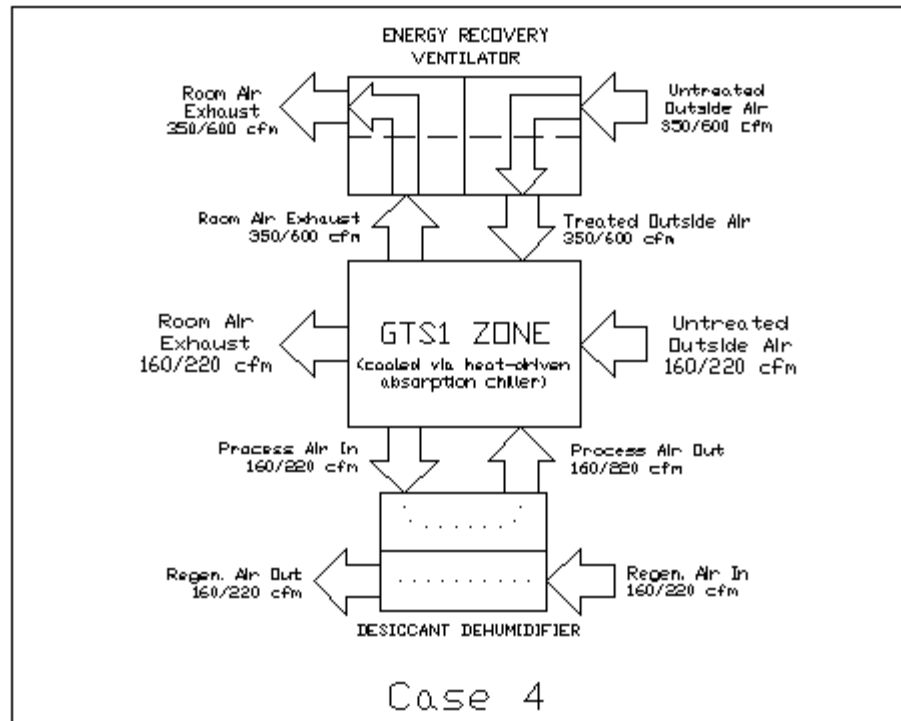 ENERGY RECOVERY
VENTILATOR
Room Air
Exhaust
350/600 cfm
Untreated
Outside Air
350/600 cfm
Room Air Exhaust
350/600 cfm
Treated Outside Air
350/600 cfm
Room Air
Exhaust
160/220 cfm
GTS1 ZONE
(cooled via heat-driven
absorption chiller)
Untreated
Outside Air
160/220 cfm
Process Air In
160/220 cfm
Process Air Out
160/220 cfm
Regen. Air Out
160/220 cfm
Regen. Air In
160/220 cfm
DESICCANT DEHUMIDIFIER
Case 4